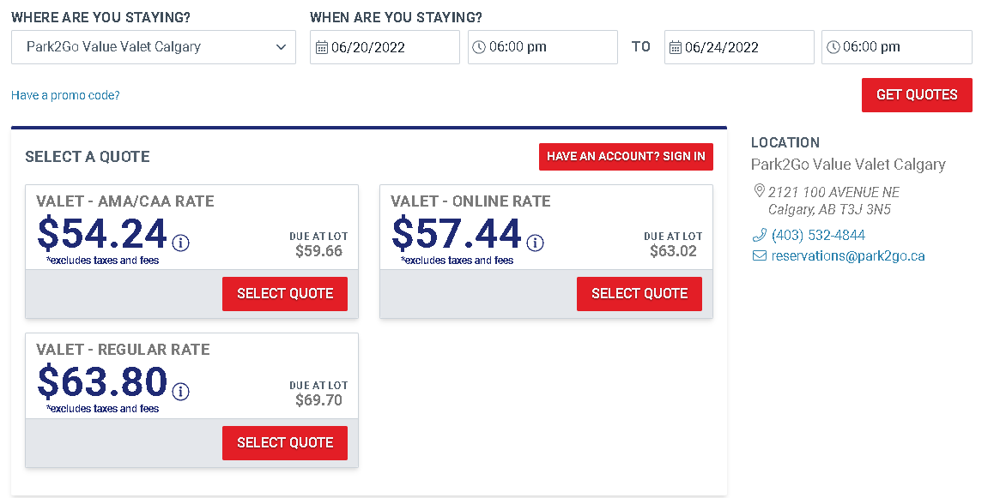 WHERE ARE YOU STAYING?
WHEN ARE YOU STAYING?
Park2Go Value Valet Calgary
06/20/2022
06:00 pm
TO
06/24/2022
06:00 pm
Have a promo code?
GET QUOTES
SELECT A QUOTE
HAVE AN ACCOUNT? SIGN IN
VALET - AMA/CAA RATE
$54.24
*excludes taxes and fees
DUE AT LOT
$59.66
SELECT QUOTE
VALET - ONLINE RATE
$57.44
*excludes taxes and fees
DUE AT LOT
$63.02
SELECT QUOTE
VALET - REGULAR RATE
$63.80
*excludes taxes and fees
DUE AT LOT
$69.70
SELECT QUOTE
LOCATION
Park2Go Value Valet Calgary
2121 100 AVENUE NE
Calgary, AB T3J 3N5
(403) 532-4844
reservations@park2go.ca